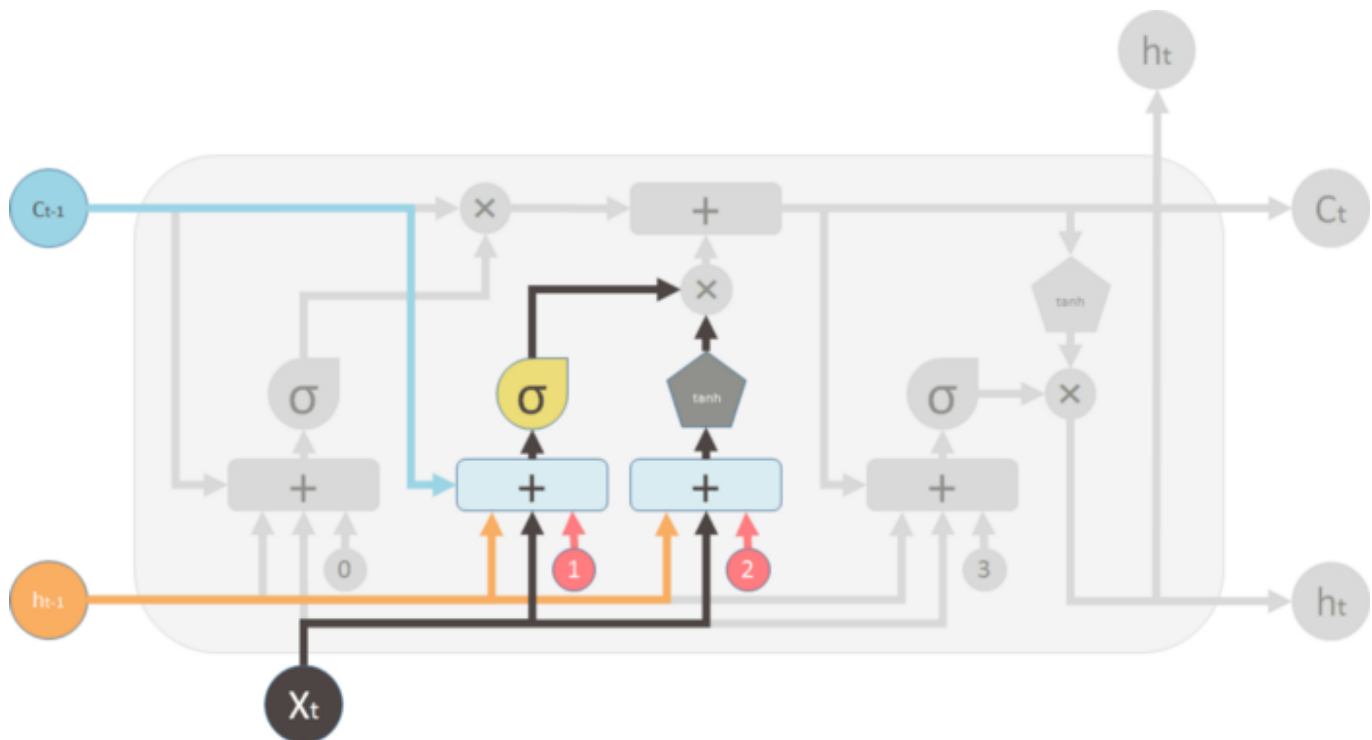 ht
Ct-1
×
+
Ct
×
tanh
σ
σ
tanh
σ
×
+
+
+
+
0
1
2
3
ht-1
ht
Xt